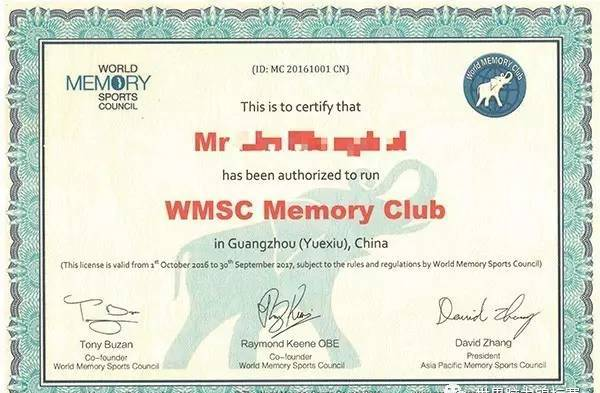 WORLD
MEMORY
SPORTS
COUNCIL
(ID: MC 20161001 CN)
World MEMORY Club
This is to certify that
Mr
has been authorized to run
WMSC Memory Club
in Guangzhou (Yuexiu), China
(This license is valid from 1st October 2016 to 30th September 2017, subject to the rules and regulations by World Memory Sports Council)
Tony Buzan
Co-founder
World Memory Sports Council
Raymond Keene OBE
Co-founder
World Memory Sports Council
David Zhang
David Zhang
President
Asia Pacific Memory Sports Council